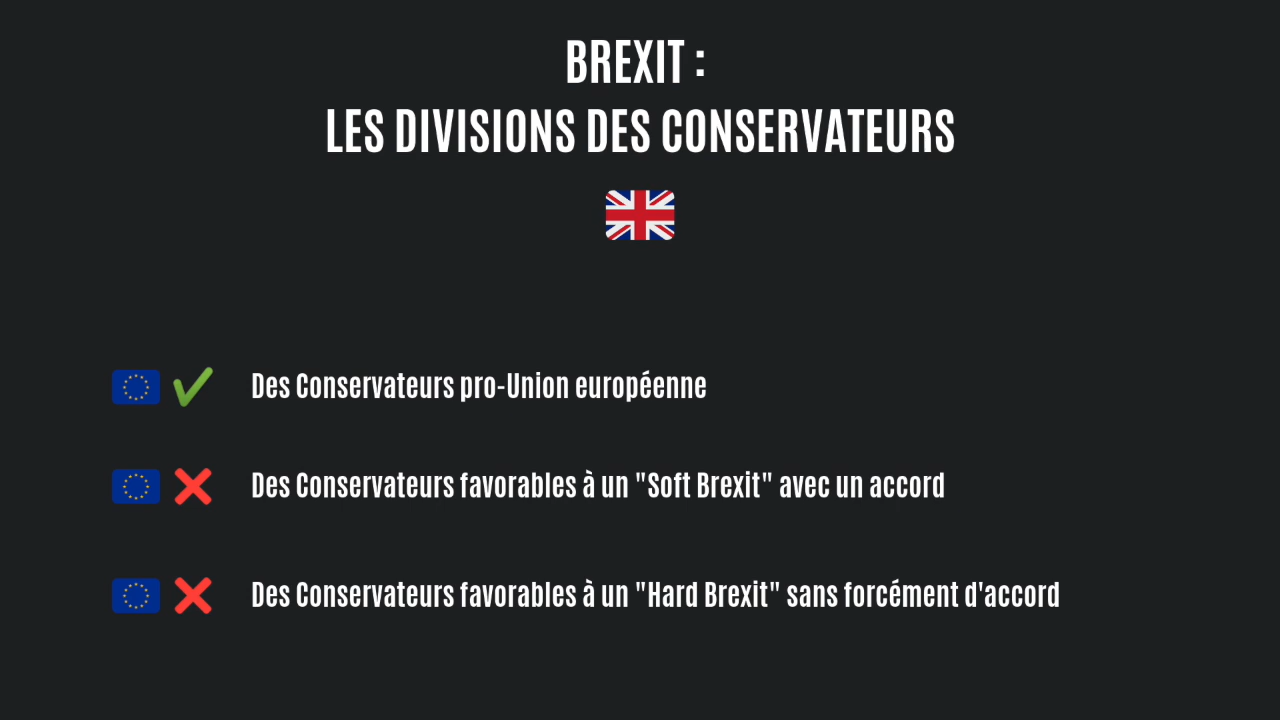 BREXIT :
LES DIVISIONS DES CONSERVATEURS
Des Conservateurs pro-Union européenne
Des Conservateurs favorables à un "Soft Brexit" avec un accord
Des Conservateurs favorables à un "Hard Brexit" sans forcément d'accord